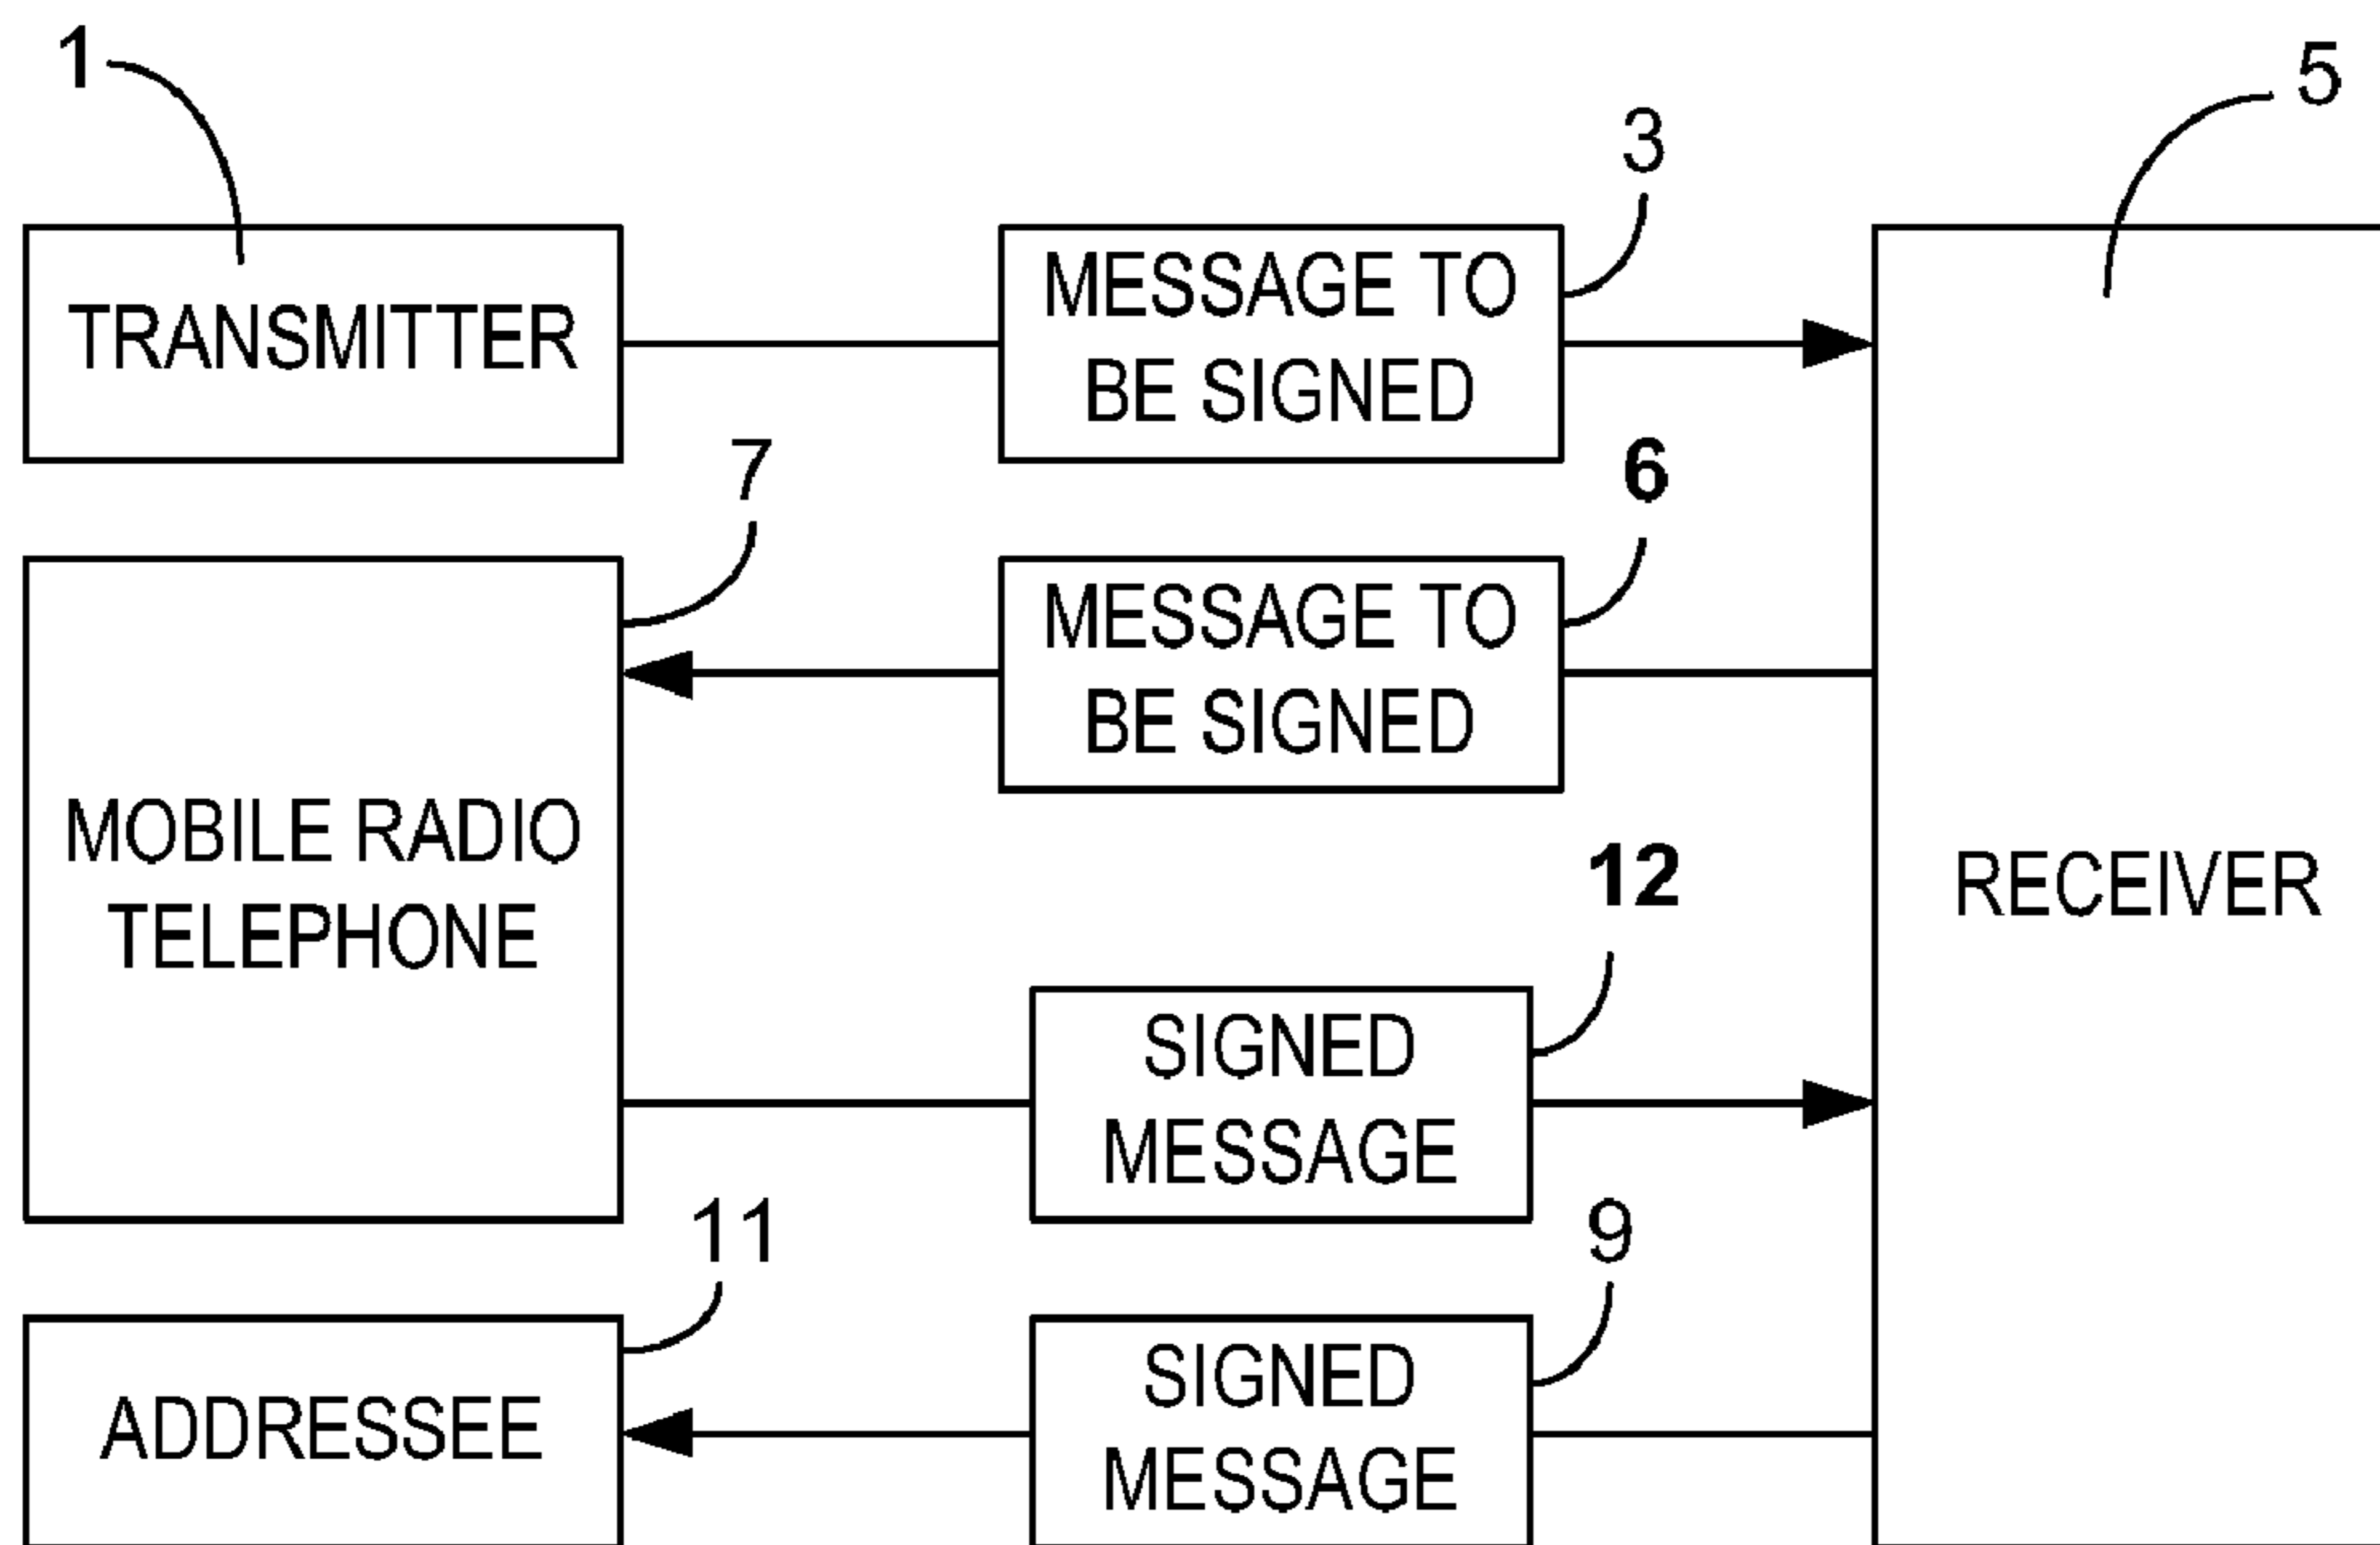 1
5
3
TRANSMITTER
MESSAGE TO
BE SIGNED
7
6
MESSAGE TO
BE SIGNED
MOBILE RADIO
TELEPHONE
12
RECEIVER
SIGNED
MESSAGE
11
9
ADDRESSEE
SIGNED
MESSAGE